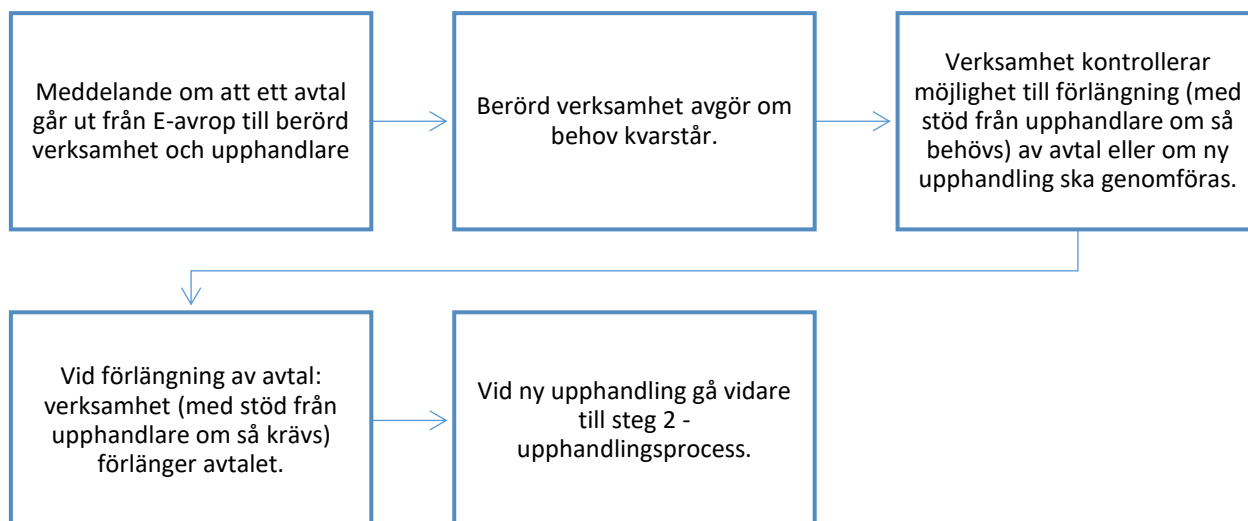 Meddelande om att ett avtal
går ut från E-avrop till berörd
verksamhet och upphandlare
Berörd verksamhet avgör om
behov kvarstår.
Verksamhet kontrollerar
möjlighet till förlängning (med
stöd från upphandlare om så
behövs) av avtal eller om ny
upphandling ska genomföras.
Vid förlängning av avtal:
verksamhet (med stöd från
upphandlare om så krävs)
förlänger avtalet.
Vid ny upphandling gå vidare
till steg 2 -
upphandlingsprocess.